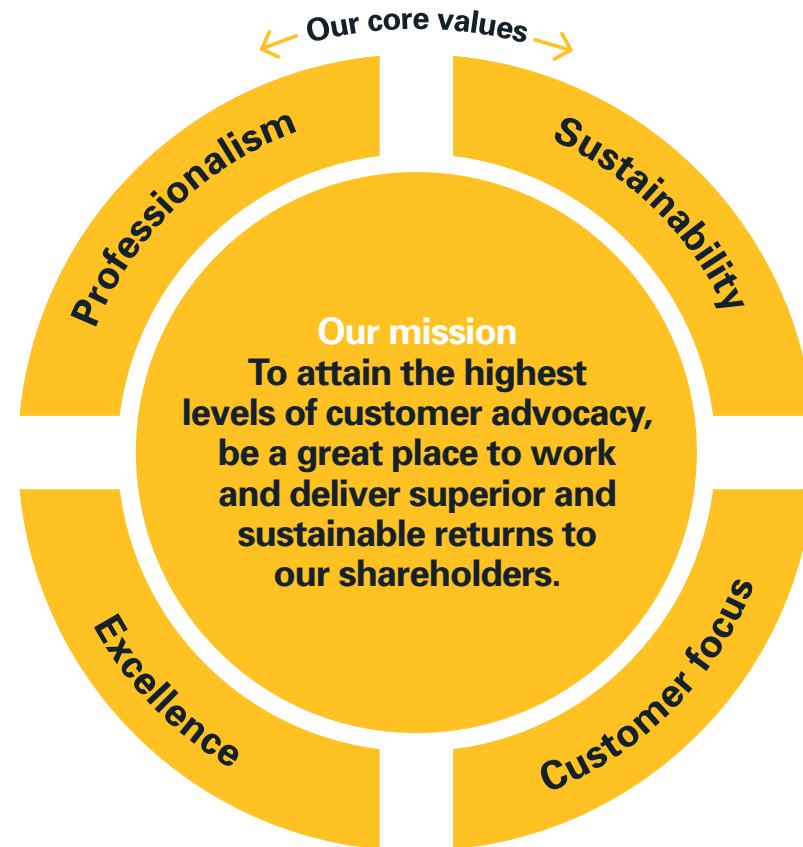 Our core values
Professionalism
Sustainability
Our mission
To attain the highest
levels of customer advocacy,
be a great place to work
and deliver superior and
sustainable returns to
our shareholders.
Excellence
Customer focus